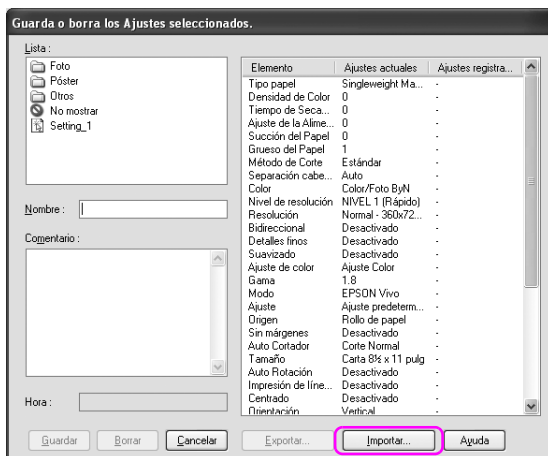 Guarda o borra los Ajustes seleccionados.
Lista :
Foto
Póster
Otros
No mostrar
Setting_1
Nombre :
Comentario :
Hora :
Elemento Ajustes actuales Ajustes registra...
Tipo papel Singleweight Ma... -
Densidad de Color 0 -
Tiempo de Seca... 0 -
Ajuste de la Alime... 0 -
Succión del Papel 0 -
Grueso del Papel 1 -
Método de Corte Estándar -
Separación cabe... Auto -
Color Color/Foto ByN -
Nivel de resolución NIVEL 1 (Rápido) -
Resolución Normal - 360x72... -
Bidireccional Desactivado -
Detalles finos Desactivado -
Suavizado Desactivado -
Ajuste de color Ajuste Color -
Gama 1.8 -
Modo EPSON Vivo -
Ajuste Ajuste predeterm... -
Origen Rollo de papel -
Sin márgenes Desactivado -
Auto Cortador Corte Normal -
Tamaño Carta 8½ x 11 pulg -
Auto Rotación Desactivado -
Impresión de líne... Desactivado -
Centrado Desactivado -
Orientación Vertical -
Guardar Borrar Cancelar Exportar... Importar... Ayuda